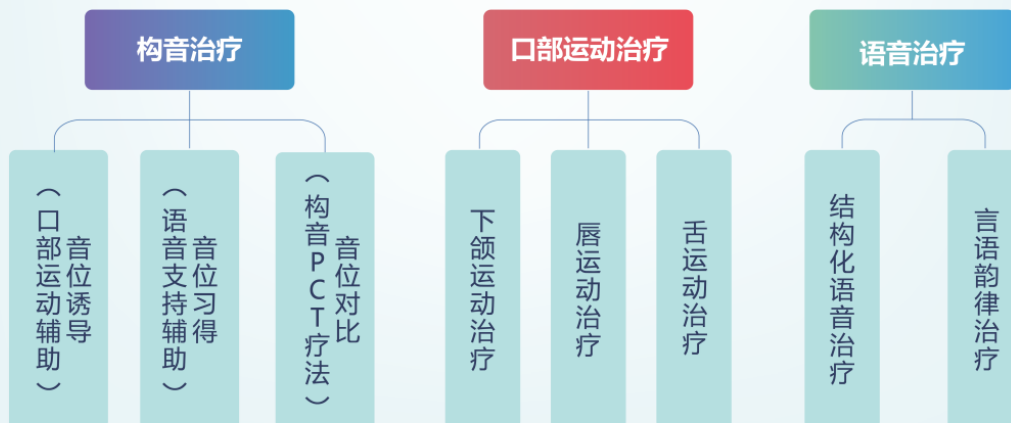 构音治疗
口部运动治疗
语音治疗
音位诱导
（口部运动辅助）
音位习得
（语音支持辅助）
音位对比
（构音PCT疗法）
下颌运动治疗
唇运动治疗
舌运动治疗
结构化语音治疗
言语韵律治疗